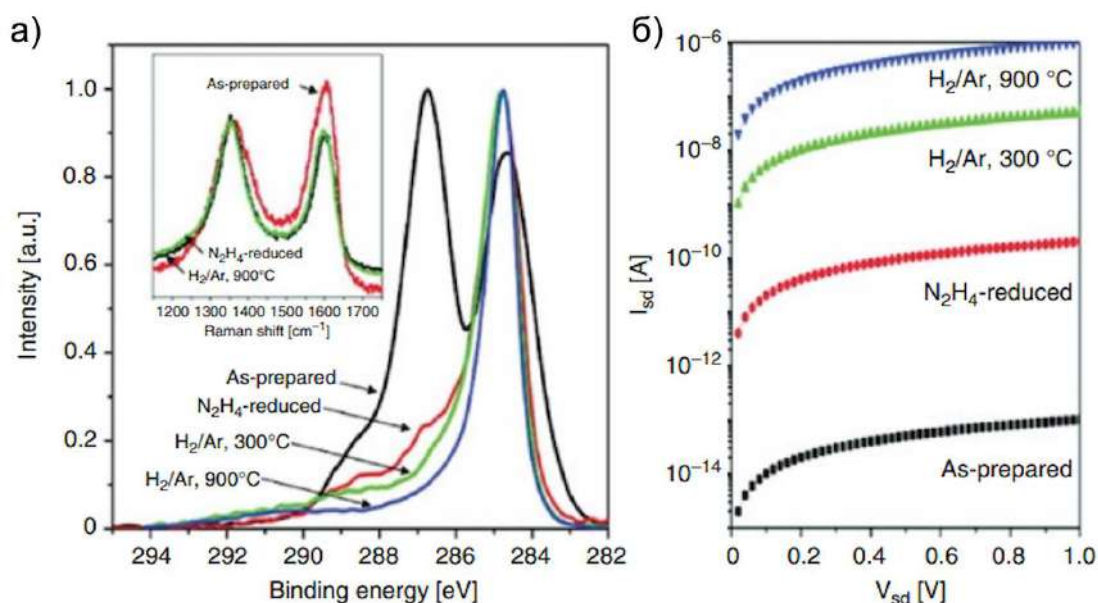 а)
1.0
0.8
0.6
0.4
0.2
0
Intensity [a.u.]
294 292 290 288 286 284 282
Binding energy [eV]
As-prepared
N₂H₄-reduced
H₂/Ar, 900°C
1200 1300 1400 1500 1600 1700
Raman shift [cm⁻¹]
As-prepared
N₂H₄-reduced
H₂/Ar, 300°C
H₂/Ar, 900°C
б)
10⁻⁶
10⁻⁸
10⁻¹⁰
10⁻¹²
10⁻¹⁴
I_sd [A]
H₂/Ar, 900 °C
H₂/Ar, 300 °C
N₂H₄-reduced
As-prepared
0 0.2 0.4 0.6 0.8 1.0
V_sd [V]